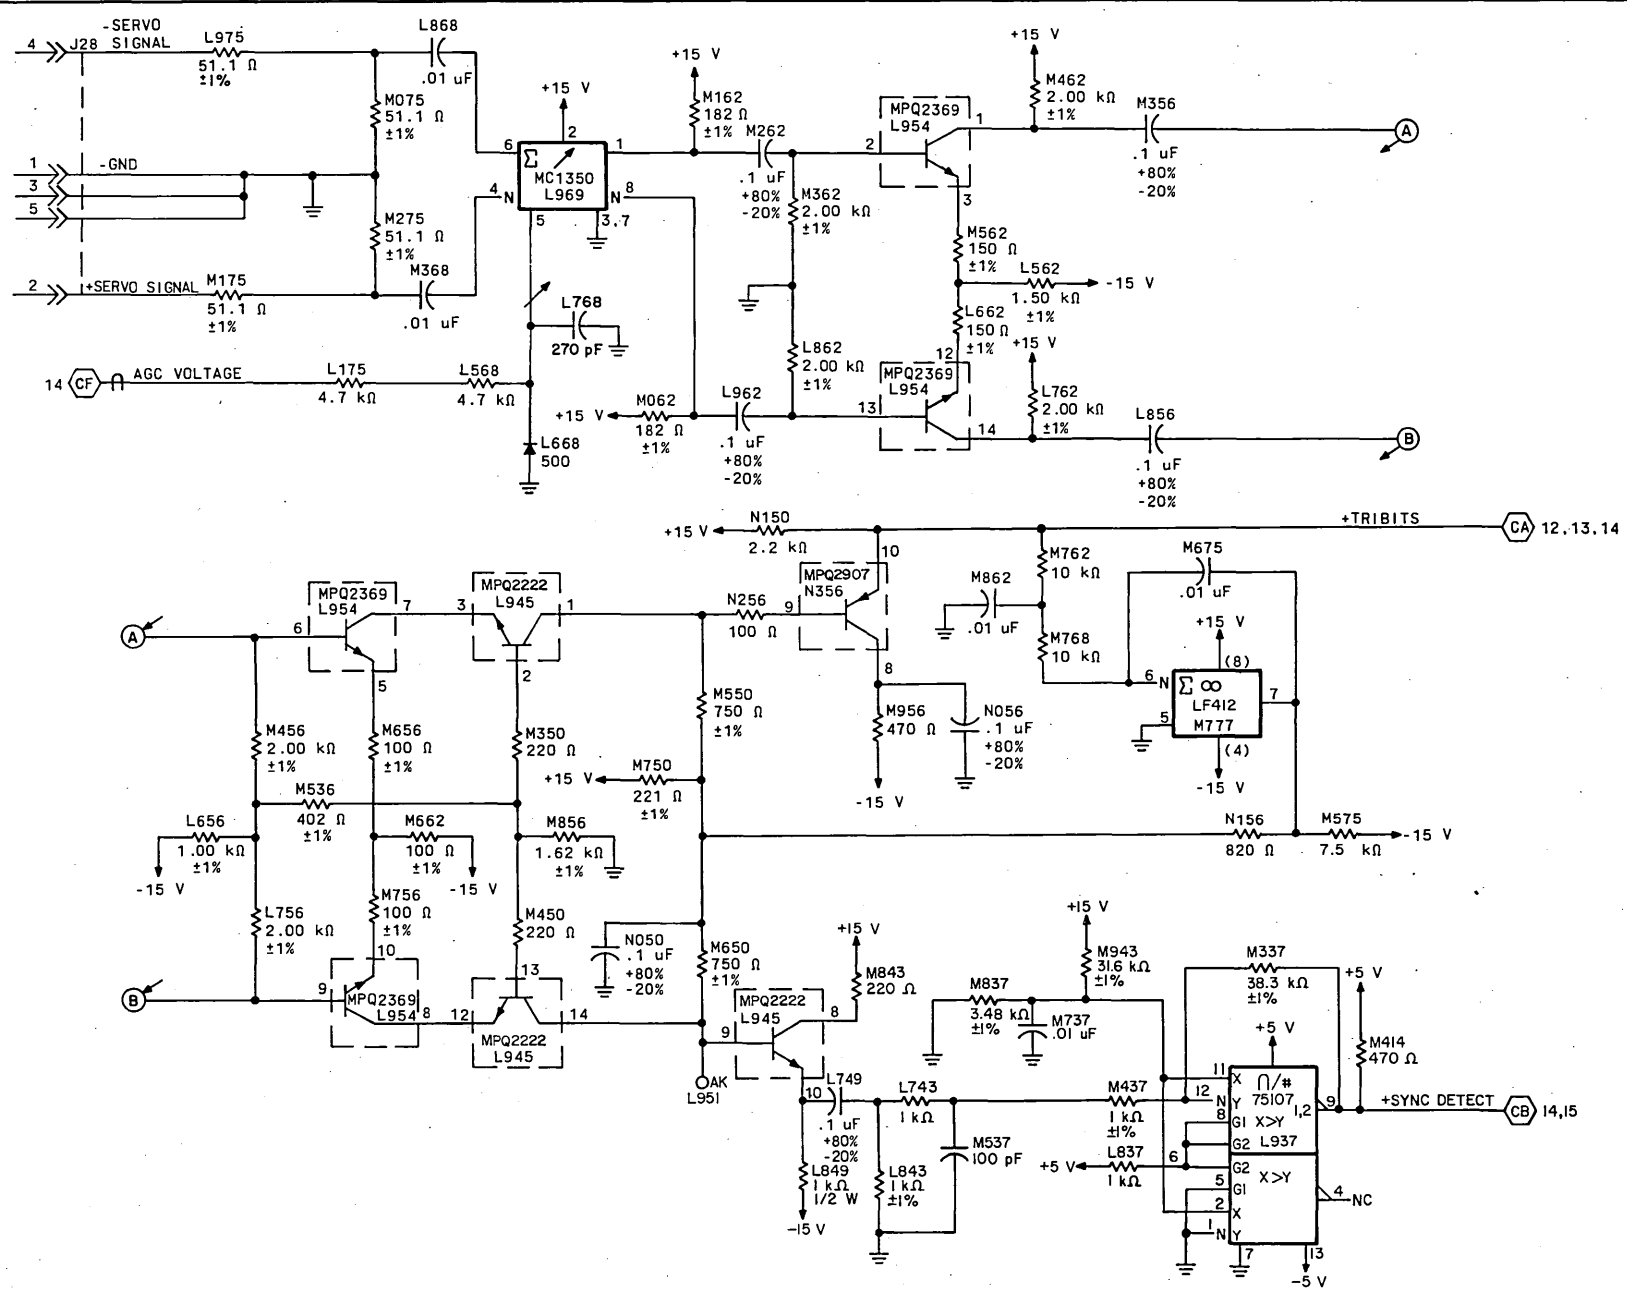 -SERVO
SIGNAL
4
J28
L975
51.1 Ω
±1%
L868
.01 uF
M075
51.1 Ω
±1%
1
-GND
3
5
M275
51.1 Ω
±1%
2
+SERVO SIGNAL
M175
51.1 Ω
±1%
M368
.01 uF
+15 V
2
6
Σ
1
MC1350
L969
4 N
N 8
5
3,7
L768
270 pF
14 CF
AGC VOLTAGE
L175
4.7 kΩ
L568
4.7 kΩ
L668
500
+15 V
M162
182 Ω
±1%
M262
.1 uF
+80%
-20%
M362
2.00 kΩ
±1%
L862
2.00 kΩ
±1%
+15 V
M062
182 Ω
±1%
L962
.1 uF
+80%
-20%
MPQ2369
L954
2
1
3
+15 V
M462
2.00 kΩ
±1%
M356
.1 uF
+80%
-20%
A
M562
150 Ω
±1%
L562
1.50 kΩ
±1%
-15 V
L662
150 Ω
±1%
12
MPQ2369
L954
13
14
+15 V
L762
2.00 kΩ
±1%
L856
.1 uF
+80%
-20%
B
+15 V
N150
2.2 kΩ
+TRIBITS
CA 12,13,14
10
MPQ2907
N356
9
8
N256
100 Ω
M956
470 Ω
-15 V
N056
.1 uF
+80%
-20%
M862
.01 uF
M762
10 kΩ
M768
10 kΩ
M675
.01 uF
+15 V
(8)
6 N
Σ ∞
LF412
M777
7
5
(4)
-15 V
N156
820 Ω
M575
7.5 kΩ
-15 V
A
6
MPQ2369
L954
7
5
3
MPQ2222
L945
1
2
M550
750 Ω
±1%
M456
2.00 kΩ
±1%
M656
100 Ω
±1%
M350
220 Ω
+15 V
M750
221 Ω
±1%
M536
402 Ω
±1%
L656
1.00 kΩ
±1%
-15 V
M662
100 Ω
±1%
-15 V
M856
1.62 kΩ
±1%
L756
2.00 kΩ
±1%
M756
100 Ω
±1%
M450
220 Ω
N050
.1 uF
+80%
-20%
M650
750 Ω
±1%
B
9
10
MPQ2369
L954
8
12
13
14
MPQ2222
L945
AK
L951
MPQ2222
L945
9
8
10
+15 V
M843
220 Ω
L749
.1 uF
+80%
-20%
L849
1 kΩ
1/2 W
-15 V
L843
1 kΩ
±1%
L743
1 kΩ
M537
100 pF
M837
3.48 kΩ
±1%
M737
.01 uF
+15 V
M943
31.6 kΩ
±1%
M437
1 kΩ
±1%
+5 V
L837
1 kΩ
M337
38.3 kΩ
±1%
+5 V
M414
470 Ω
+5 V
11 X
12 N Y
8 G1
G2
∩/#
75107
1,2
X>Y
L937
9
+SYNC DETECT
CB 14,15
6 G2
5 G1
2 X
1 N Y
X>Y
4
NC
7
13
-5 V